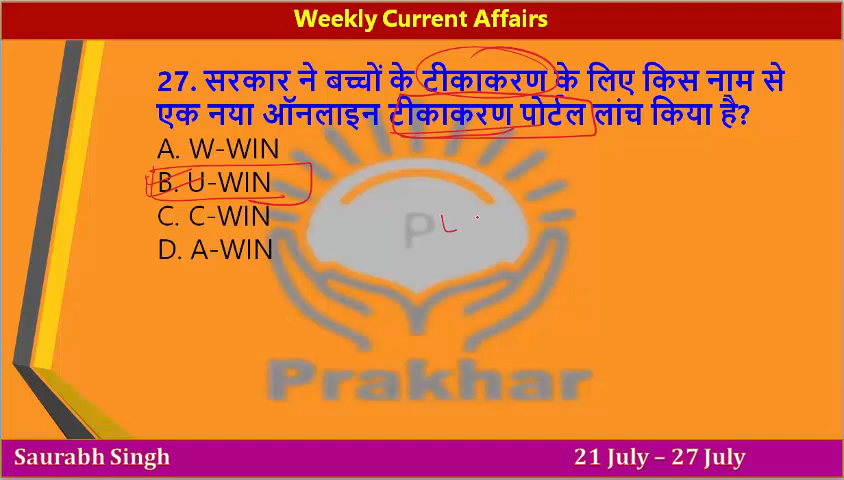 Weekly Current Affairs
27. सरकार ने बच्चों के टीकाकरण के लिए किस नाम से
एक नया ऑनलाइन टीकाकरण पोर्टल लांच किया है?
A. W-WIN
B. U-WIN
C. C-WIN
D. A-WIN
P
Prakhar
Saurabh Singh
21 July – 27 July